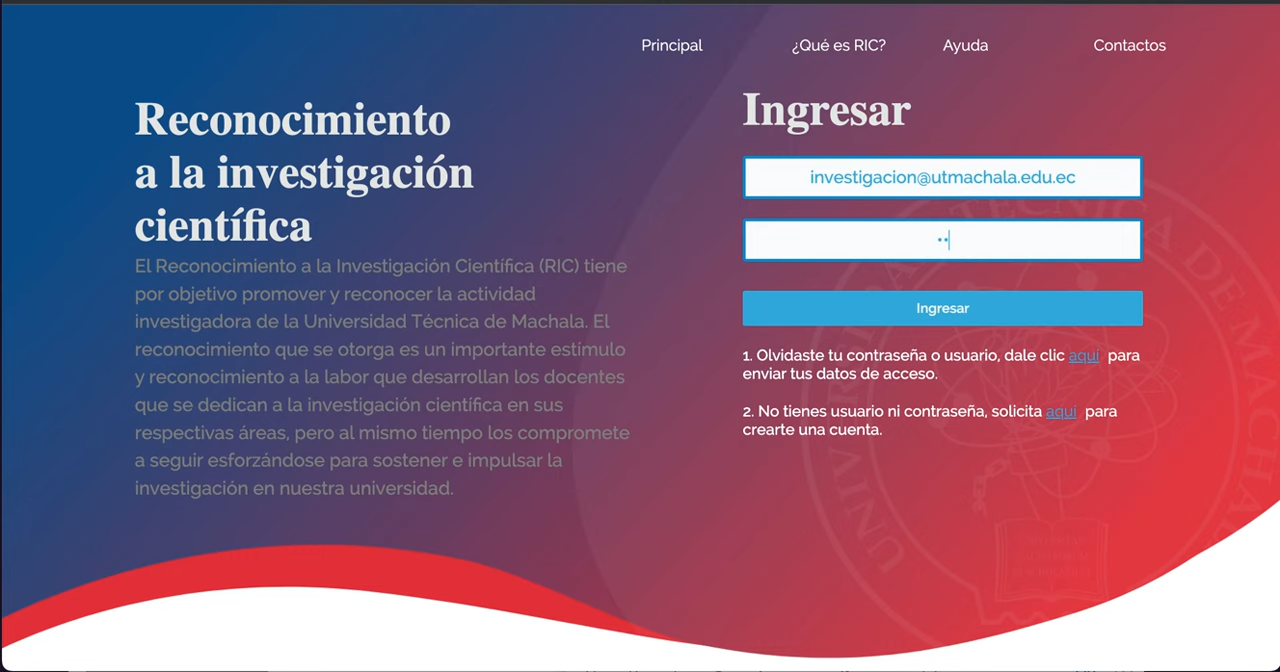 Principal
¿Qué es RIC?
Ayuda
Contactos
Reconocimiento
a la investigación
científica
El Reconocimiento a la Investigación Científica (RIC) tiene
por objetivo promover y reconocer la actividad
investigadora de la Universidad Técnica de Machala. El
reconocimiento que se otorga es un importante estímulo
y reconocimiento a la labor que desarrollan los docentes
que se dedican a la investigación científica en sus
respectivas áreas, pero al mismo tiempo los compromete
a seguir esforzándose para sostener e impulsar la
investigación en nuestra universidad.
Ingresar
investigacion@utmachala.edu.ec
••
Ingresar
1. Olvidaste tu contraseña o usuario, dale clic aquí para
enviar tus datos de acceso.
2. No tienes usuario ni contraseña, solicita aquí para
crearte una cuenta.